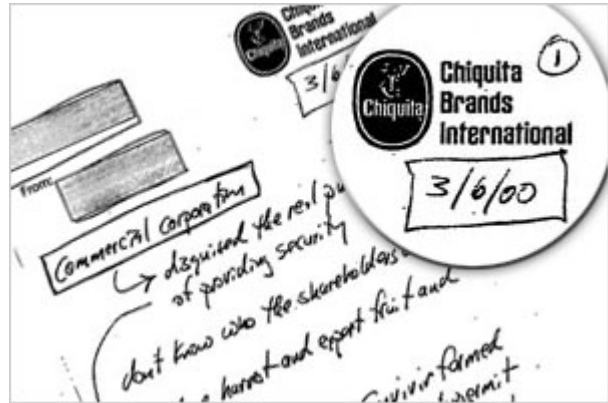 Chiquita
Brands
International
3/6/
Chiquita
①
Chiquita
Brands
International
3/6/00
From:
Commercial Corporation
→ disguised the real pu
of providing security
don't know who the shareholders
harvest and export fruit and
Convivir formed
permit